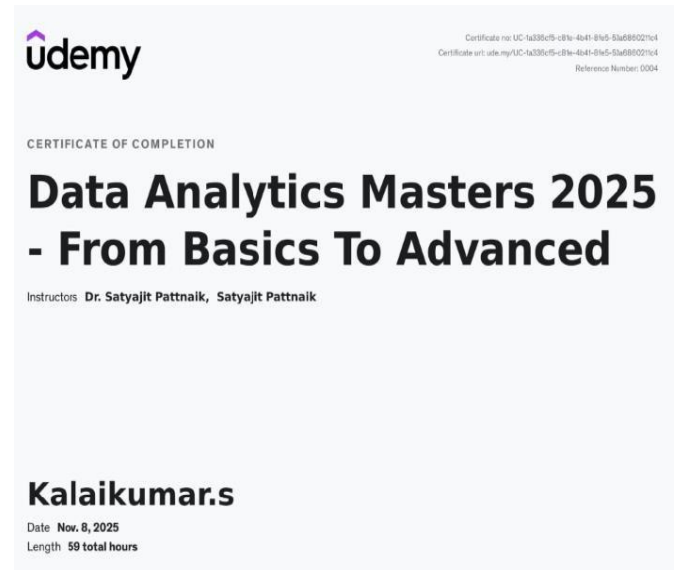 udemy
Certificate no: UC-1a336cf5-c81e-4b41-81e5-51a6860211c4
Certificate url: ude.my/UC-1a336cf5-c81e-4b41-81e5-51a6860211c4
Reference Number: 0004
CERTIFICATE OF COMPLETION
Data Analytics Masters 2025
- From Basics To Advanced
Instructors Dr. Satyajit Pattnaik, Satyajit Pattnaik
Kalaikumar.s
Date Nov. 8, 2025
Length 59 total hours